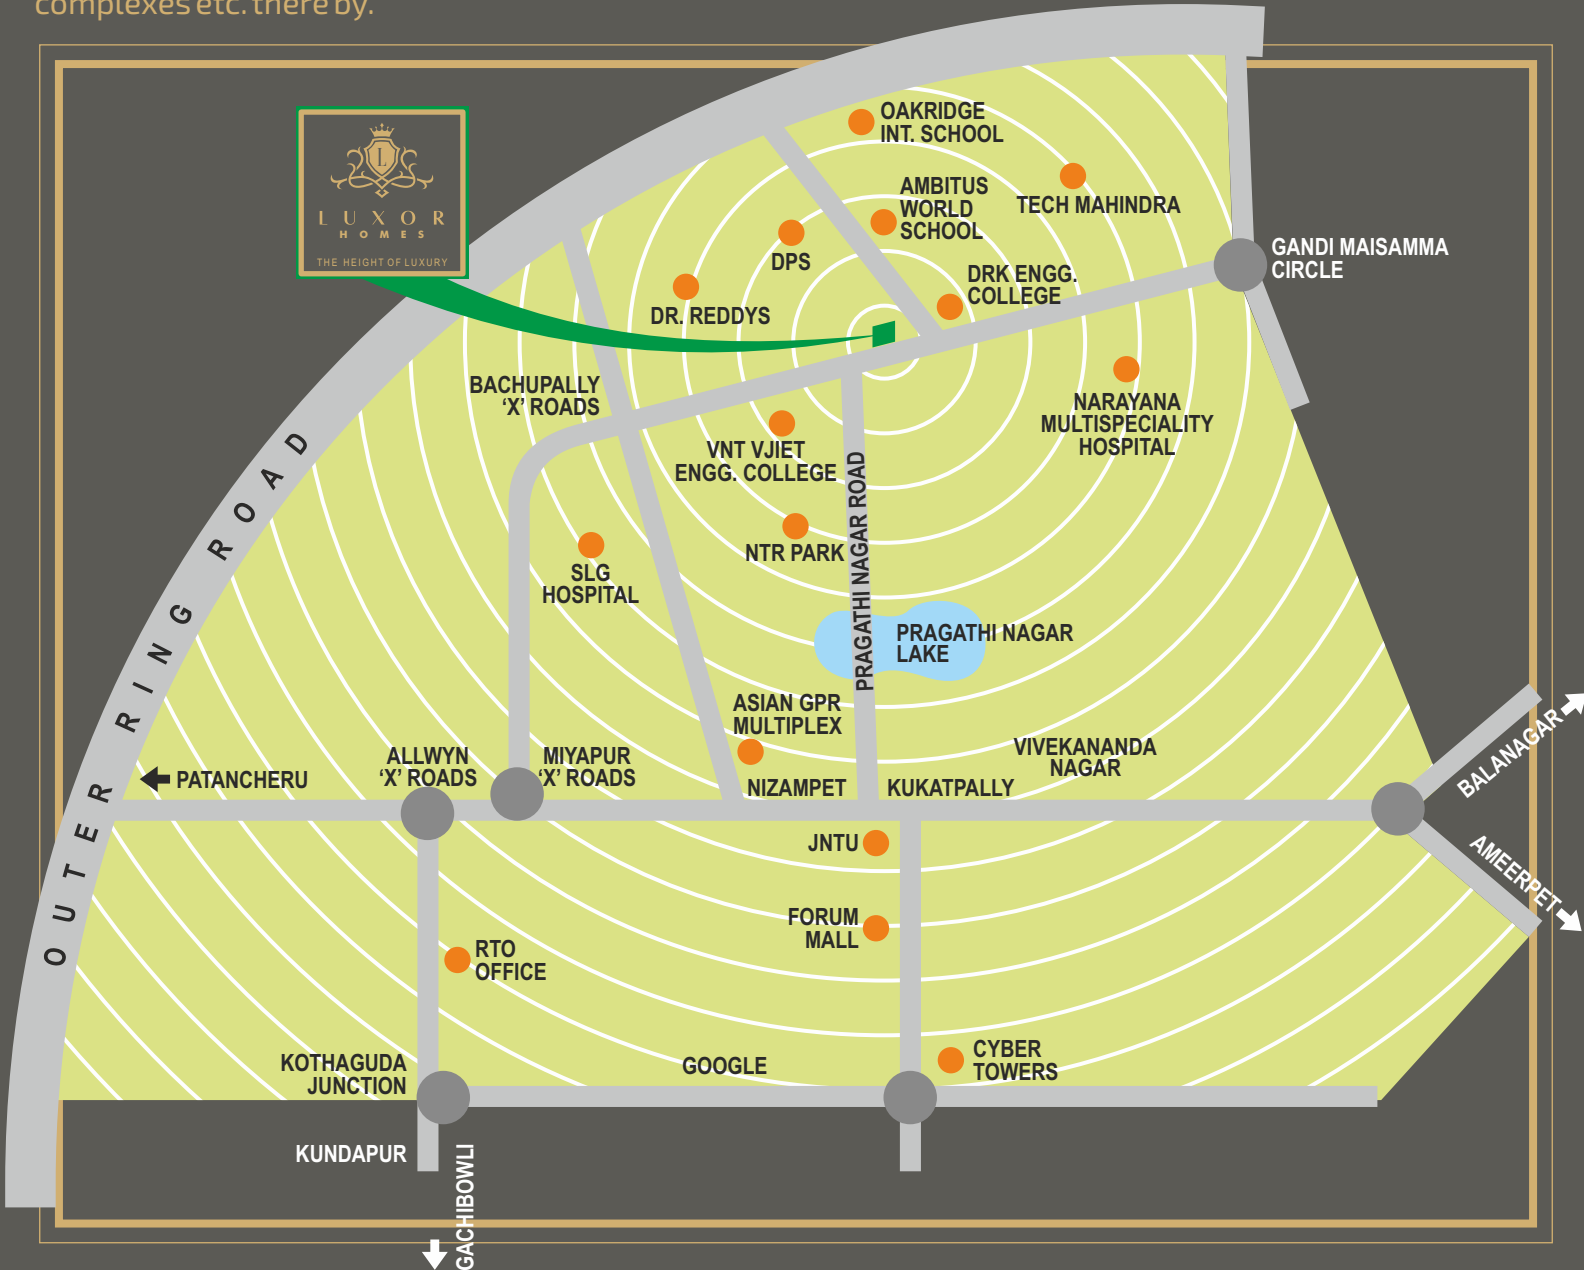 complexes etc. there by.
L
LUXOR
HOMES
THE HEIGHT OF LUXURY
OAKRIDGE
INT. SCHOOL
AMBITUS
WORLD
SCHOOL
TECH MAHINDRA
DPS
DR. REDDYS
DRK ENGG.
COLLEGE
GANDI MAISAMMA
CIRCLE
BACHUPALLY
‘X’ ROADS
NARAYANA
MULTISPECIALITY
HOSPITAL
VNT VJIET
ENGG. COLLEGE
PRAGATHI NAGAR ROAD
NTR PARK
SLG
HOSPITAL
OUTER RING ROAD
PRAGATHI NAGAR
LAKE
ASIAN GPR
MULTIPLEX
ALLWYN
‘X’ ROADS
MIYAPUR
‘X’ ROADS
VIVEKANANDA
NAGAR
PATANCHERU
NIZAMPET
KUKATPALLY
BALANAGAR
AMEERPET
JNTU
FORUM
MALL
RTO
OFFICE
KOTHAGUDA
JUNCTION
GOOGLE
CYBER
TOWERS
KUNDAPUR
GACHIBOWLI